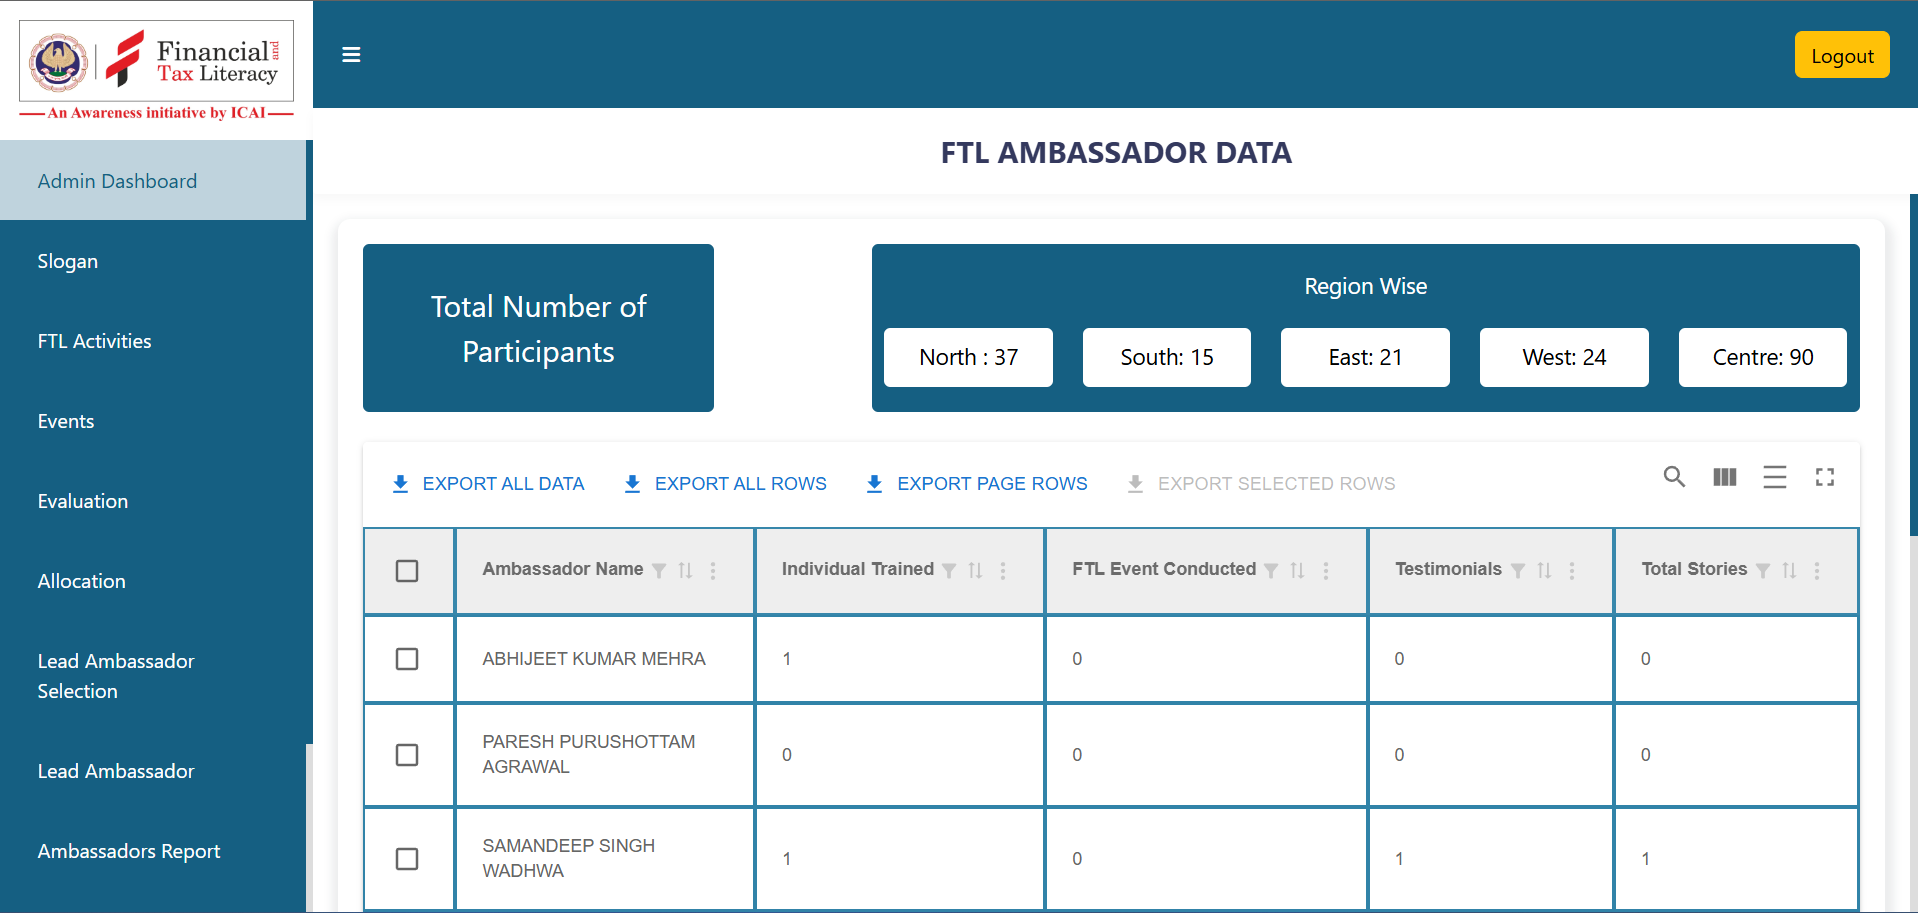 Financial and
Tax Literacy
An Awareness initiative by ICAI
Logout
FTL AMBASSADOR DATA
Admin Dashboard
Slogan
FTL Activities
Events
Evaluation
Allocation
Lead Ambassador
Selection
Lead Ambassador
Ambassadors Report
Total Number of
Participants
Region Wise
North : 37
South: 15
East: 21
West: 24
Centre: 90
EXPORT ALL DATA
EXPORT ALL ROWS
EXPORT PAGE ROWS
EXPORT SELECTED ROWS
Ambassador Name Individual Trained FTL Event Conducted Testimonials Total Stories
ABHIJEET KUMAR MEHRA 1 0 0 0
PARESH PURUSHOTTAM
AGRAWAL 0 0 0 0
SAMANDEEP SINGH
WADHWA 1 0 1 1